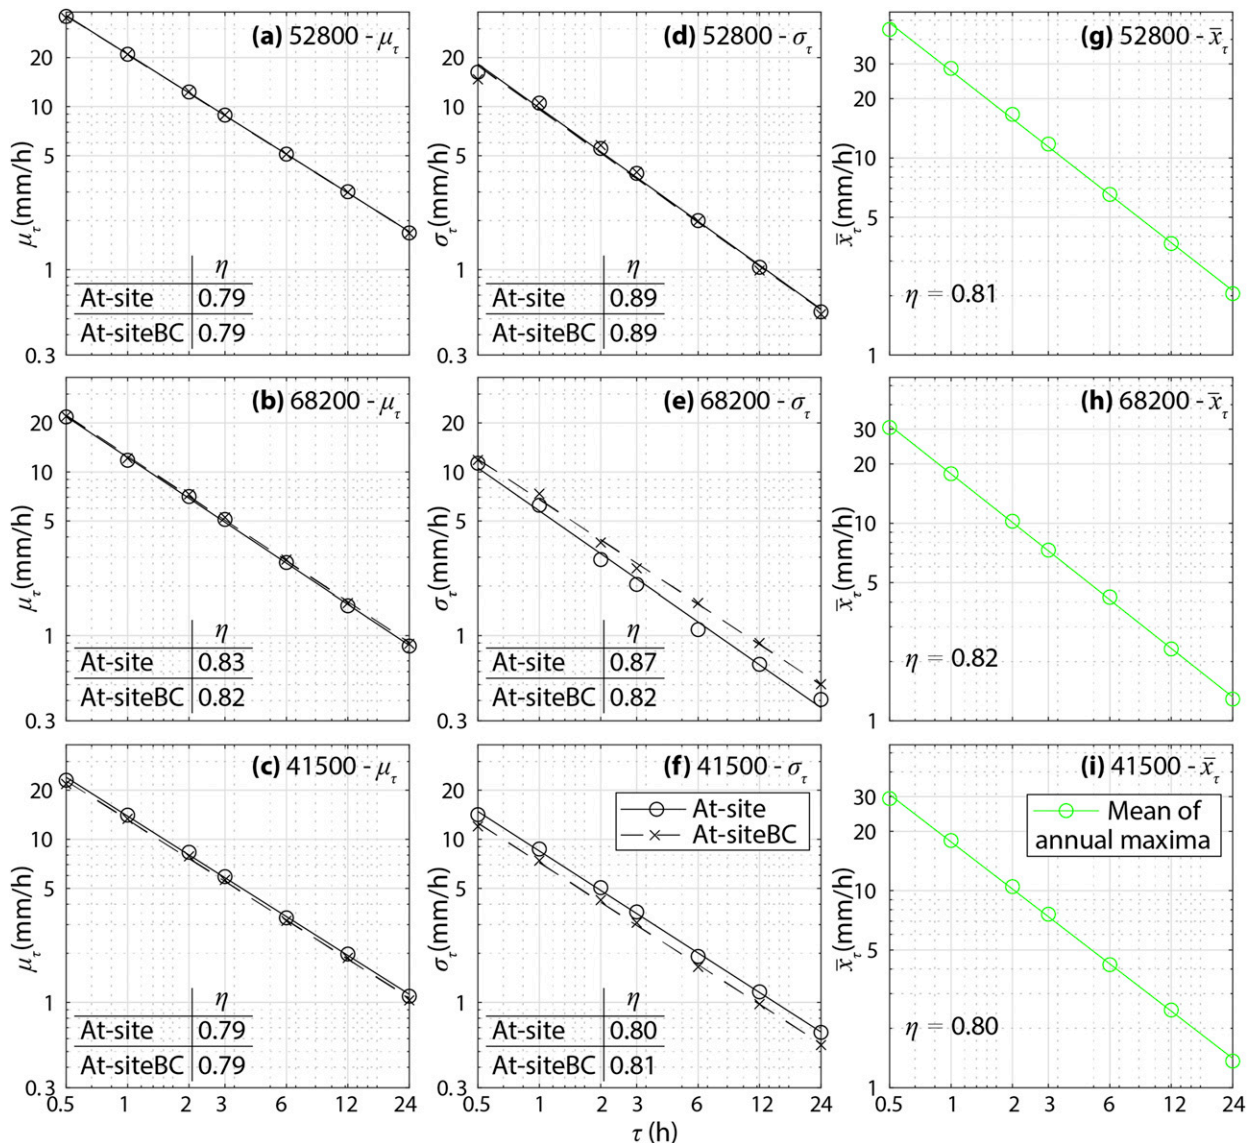 (a) 52800 - μτ
20
10
5
1
0.3
μτ(mm/h)
η
At-site 0.79
At-siteBC 0.79
(d) 52800 - στ
20
10
5
1
0.3
στ(mm/h)
η
At-site 0.89
At-siteBC 0.89
(g) 52800 - x̅τ
30
20
10
5
1
x̅τ(mm/h)
η = 0.81
(b) 68200 - μτ
20
10
5
1
0.3
μτ(mm/h)
η
At-site 0.83
At-siteBC 0.82
(e) 68200 - στ
20
10
5
1
0.3
στ(mm/h)
η
At-site 0.87
At-siteBC 0.82
(h) 68200 - x̅τ
30
20
10
5
1
x̅τ(mm/h)
η = 0.82
(c) 41500 - μτ
20
10
5
1
0.3
μτ(mm/h)
η
At-site 0.79
At-siteBC 0.79
0.5 1 2 3 6 12 24
(f) 41500 - στ
At-site
At-siteBC
20
10
5
1
0.3
στ(mm/h)
η
At-site 0.80
At-siteBC 0.81
0.5 1 2 3 6 12 24
τ (h)
(i) 41500 - x̅τ
Mean of
annual maxima
30
20
10
5
1
x̅τ(mm/h)
η = 0.80
0.5 1 2 3 6 12 24